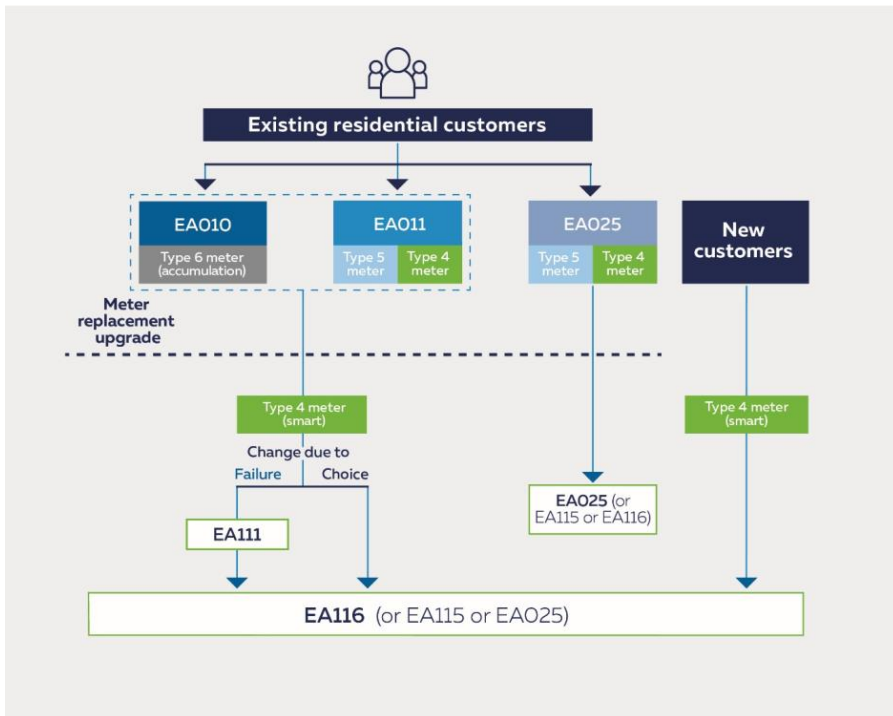 Existing residential customers
EA010
Type 6 meter
(accumulation)
EA011
Type 5
meter
Type 4
meter
EA025
Type 5
meter
Type 4
meter
New
customers
Meter
replacement
upgrade
Type 4 meter
(smart)
Type 4 meter
(smart)
Change due to
Failure
Choice
EA025 (or
EA115 or EA116)
EA111
EA116 (or EA115 or EA025)